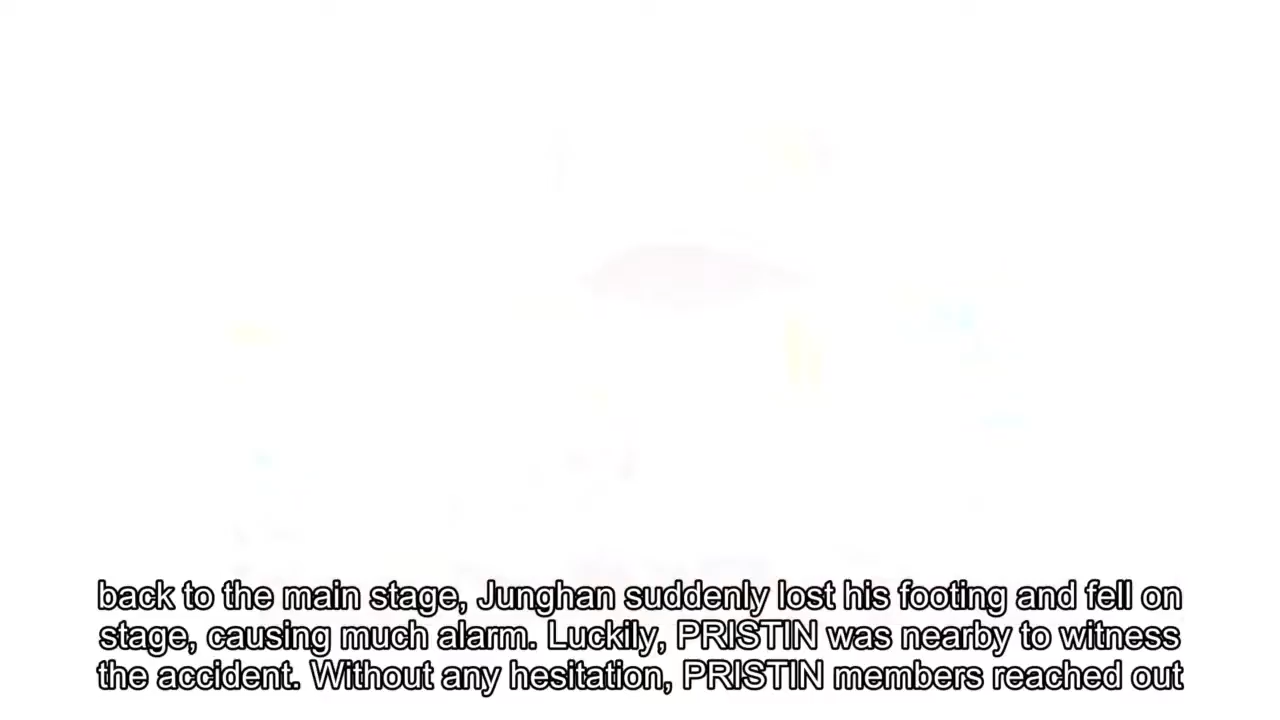 back to the main stage, Junghan suddenly lost his footing and fell on
stage, causing much alarm. Luckily, PRISTIN was nearby to witness
the accident. Without any hesitation, PRISTIN members reached out